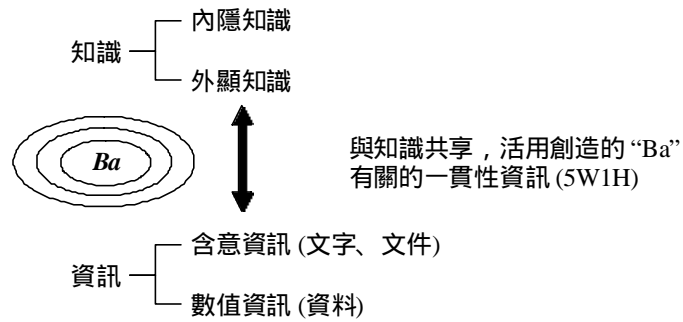 內隱知識
知識
外顯知識
Ba
與知識共享，活用創造的 “Ba”
有關的一貫性資訊 (5W1H)
含意資訊 (文字、文件)
資訊
數值資訊 (資料)